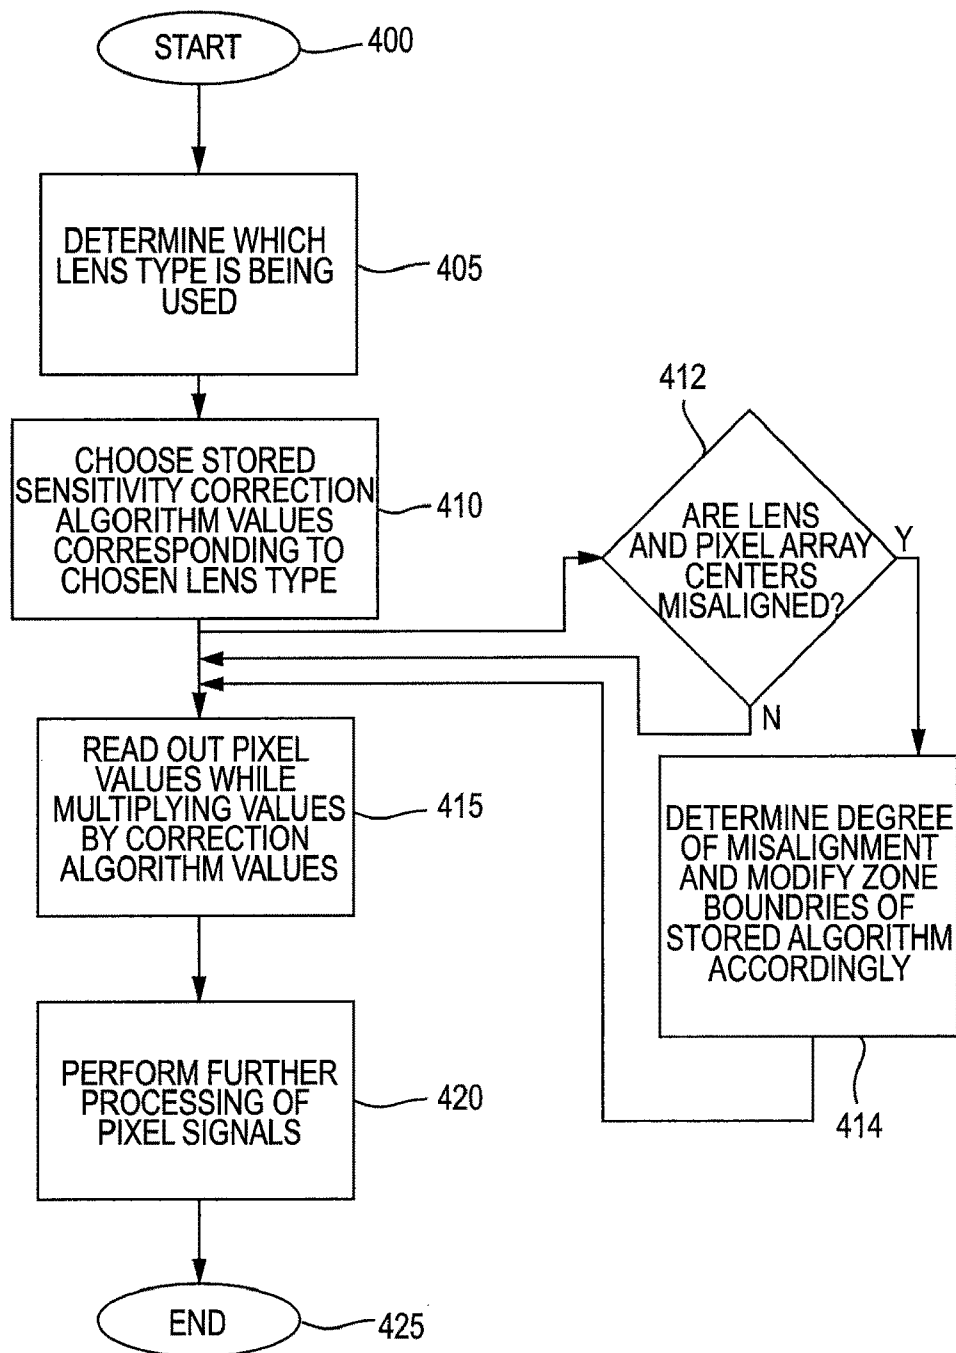 START
400
DETERMINE WHICH
LENS TYPE IS BEING
USED
405
CHOOSE STORED
SENSITIVITY CORRECTION
ALGORITHM VALUES
CORRESPONDING TO
CHOSEN LENS TYPE
410
412
ARE LENS
AND PIXEL ARRAY
CENTERS
MISALIGNED?
Y
N
READ OUT PIXEL
VALUES WHILE
MULTIPLYING VALUES
BY CORRECTION
ALGORITHM VALUES
415
DETERMINE DEGREE
OF MISALIGNMENT
AND MODIFY ZONE
BOUNDRIES OF
STORED ALGORITHM
ACCORDINGLY
414
PERFORM FURTHER
PROCESSING OF
PIXEL SIGNALS
420
END
425